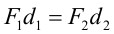 F₁d₁ = F₂d₂